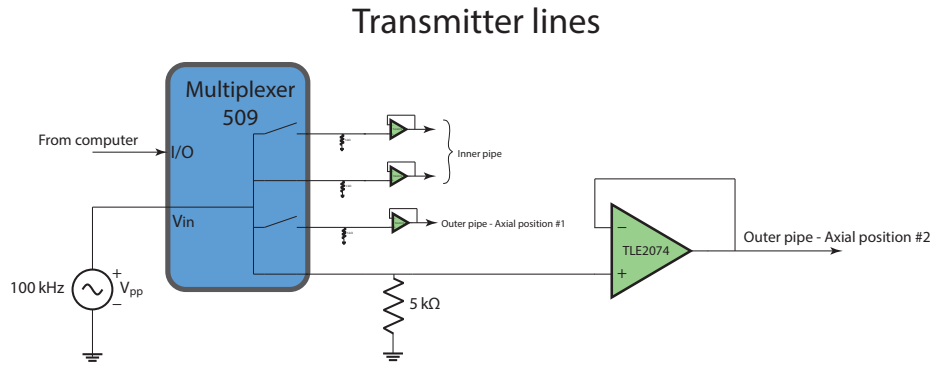 Transmitter lines
Multiplexer
509
From computer
I/O
Inner pipe
Vin
Outer pipe - Axial position #1
TLE2074
−
+
Outer pipe - Axial position #2
100 kHz
+
Vpp
−
5 kΩ